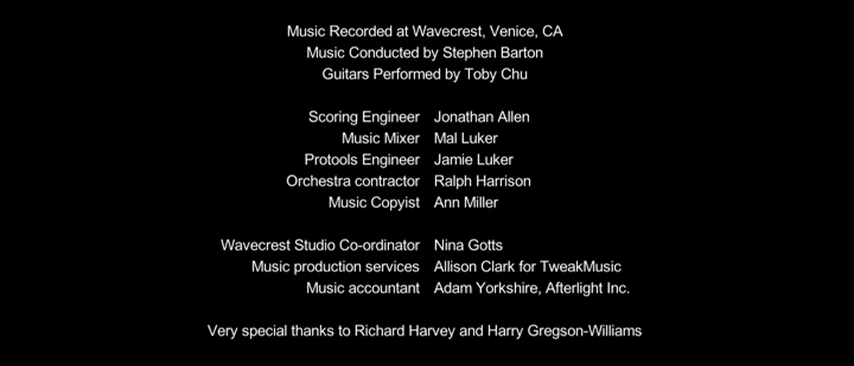 Music Recorded at Wavecrest, Venice, CA
Music Conducted by Stephen Barton
Guitars Performed by Toby Chu
Scoring Engineer Jonathan Allen
Music Mixer Mal Luker
Protools Engineer Jamie Luker
Orchestra contractor Ralph Harrison
Music Copyist Ann Miller
Wavecrest Studio Co-ordinator Nina Gotts
Music production services Allison Clark for TweakMusic
Music accountant Adam Yorkshire, Afterlight Inc.
Very special thanks to Richard Harvey and Harry Gregson-Williams